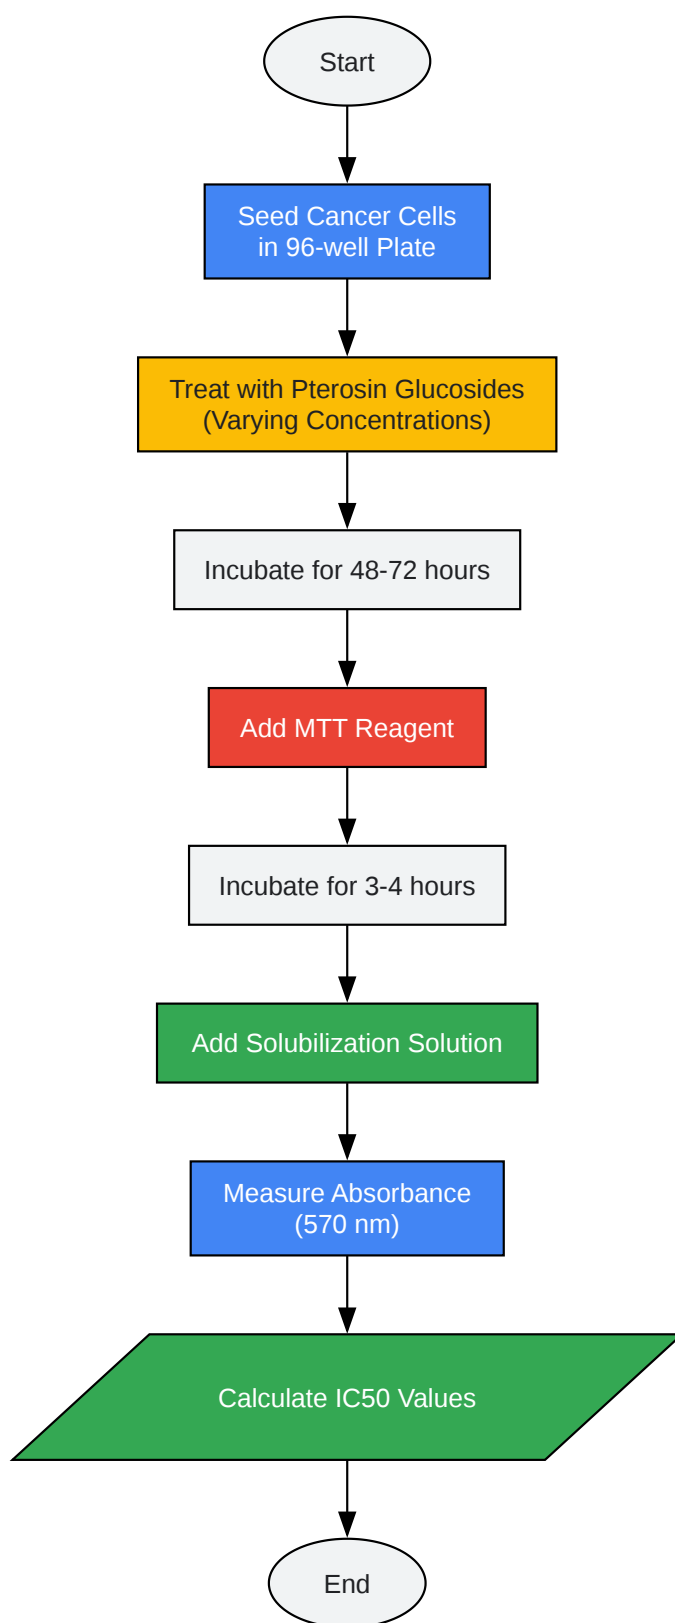 Start
Seed Cancer Cells
in 96-well Plate
Treat with Pterosin Glucosides
(Varying Concentrations)
Incubate for 48-72 hours
Add MTT Reagent
Incubate for 3-4 hours
Add Solubilization Solution
Measure Absorbance
(570 nm)
Calculate IC50 Values
End